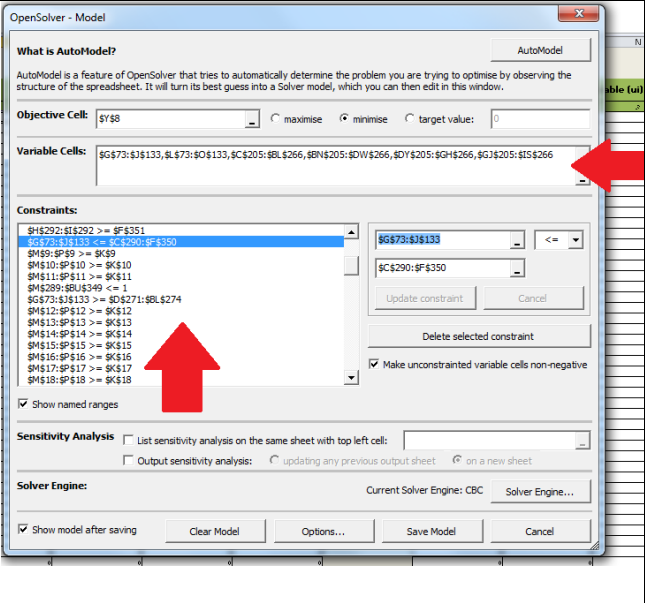 OpenSolver - Model
N
What is AutoModel?
AutoModel
AutoModel is a feature of OpenSolver that tries to automatically determine the problem you are trying to optimise by observing the
structure of the spreadsheet. It will turn its best guess into a Solver model, which you can then edit in this window.
able (ui)
Objective Cell:
$Y$8
maximise
minimise
target value:
0
Variable Cells:
$G$73:$J$133,$L$73:$O$133,$C$205:$BL$266,$BN$205:$DW$266,$DY$205:$GH$266,$GJ$205:$IS$266
Constraints:
$H$292:$I$292 >= $F$351
$G$73:$J$133 <= $C$290:$F$350
$M$9:$P$9 >= $K$9
$M$10:$P$10 >= $K$10
$M$11:$P$11 >= $K$11
$M$289:$BU$349 <= 1
$G$73:$J$133 >= $D$271:$BL$274
$M$12:$P$12 >= $K$12
$M$13:$P$13 >= $K$13
$M$14:$P$14 >= $K$14
$M$15:$P$15 >= $K$15
$M$16:$P$16 >= $K$16
$M$17:$P$17 >= $K$17
$M$18:$P$18 >= $K$18
$G$73:$J$133
<=
$C$290:$F$350
Update constraint
Cancel
Delete selected constraint
Make unconstrainted variable cells non-negative
Show named ranges
Sensitivity Analysis
List sensitivity analysis on the same sheet with top left cell:
Output sensitivity analysis:
updating any previous output sheet
on a new sheet
Solver Engine:
Current Solver Engine: CBC
Solver Engine...
Show model after saving
Clear Model
Options...
Save Model
Cancel